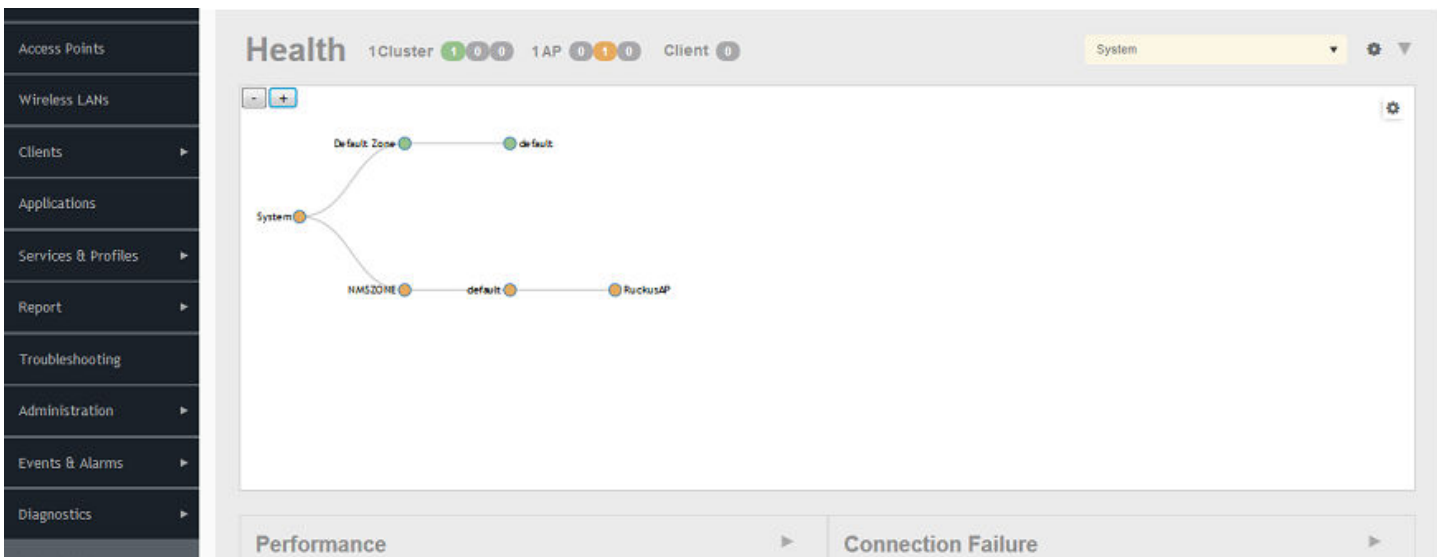 Access Points
Wireless LANs
Clients
Applications
Services & Profiles
Report
Troubleshooting
Administration
Events & Alarms
Diagnostics
Health 1Cluster 1 0 0 1AP 0 1 0 Client 0
System
- +
Default Zone default
System
NMSZONE default RuckusAP
Performance Connection Failure